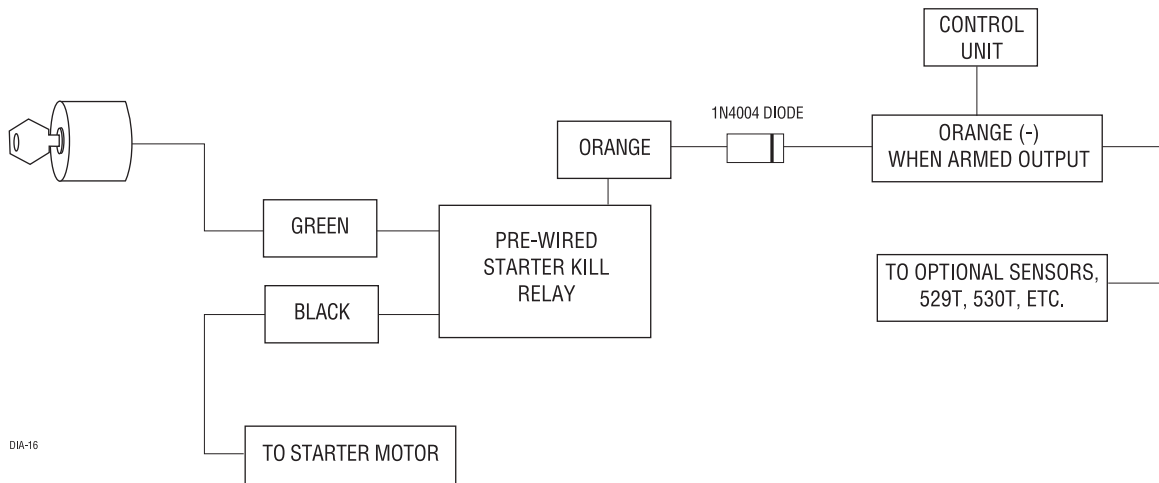 CONTROL
UNIT
1N4004 DIODE
ORANGE
ORANGE (-)
WHEN ARMED OUTPUT
GREEN
PRE-WIRED
STARTER KILL
RELAY
TO OPTIONAL SENSORS,
529T, 530T, ETC.
BLACK
DIA-16
TO STARTER MOTOR